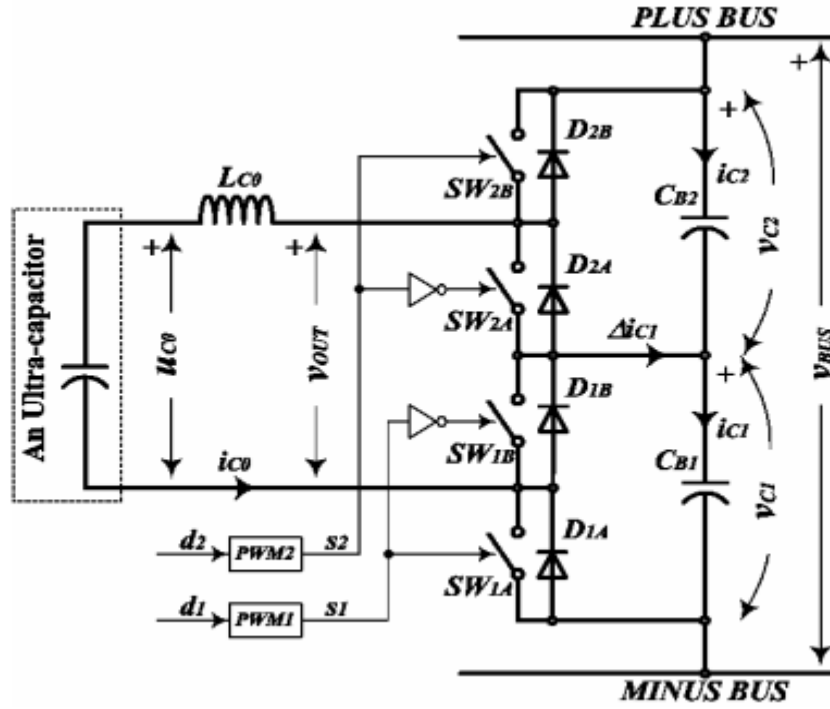 PLUS BUS
+
D2B
+
iC2
LC0
SW2B
CB2
vC2
An Ultra-capacitor
+
+
D2A
uC0
vOUT
SW2A
ΔiC1
vBUS
D1B
+
iC1
SW1B
CB1
vC1
iC0
D1A
d2
PWM2
s2
SW1A
d1
PWM1
s1
MINUS BUS